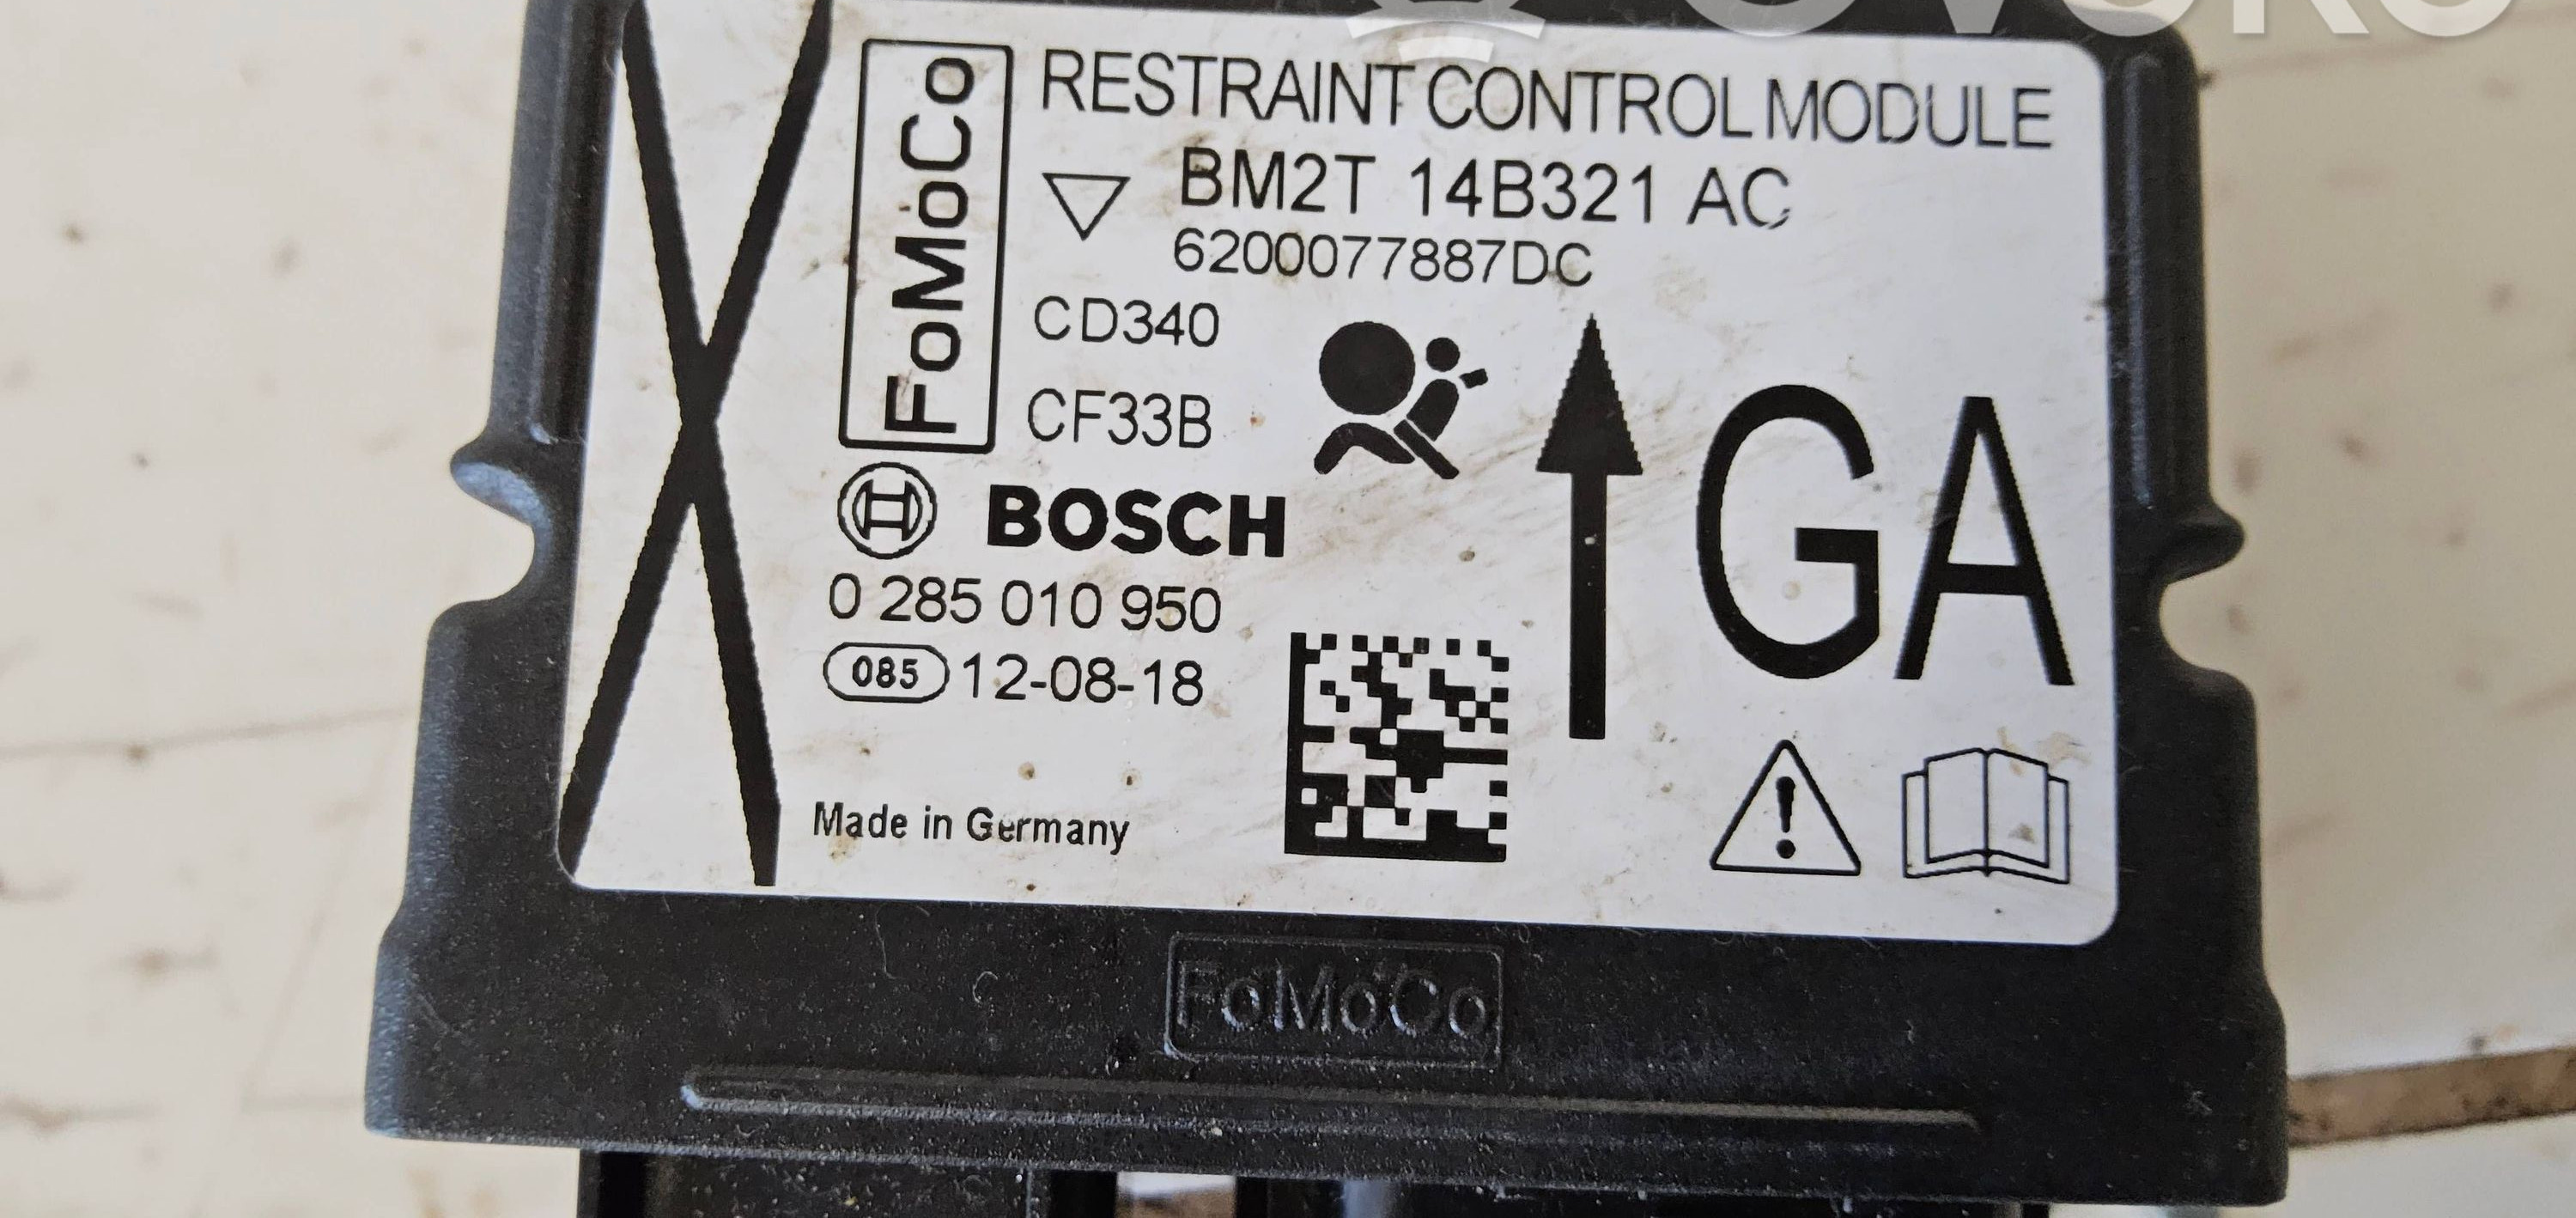 FoMoCo
RESTRAINT CONTROL MODULE
BM2T 14B321 AC
6200077887DC
CD340
CF33B
BOSCH
0 285 010 950
085 12-08-18
GA
Made in Germany
FoMoCo